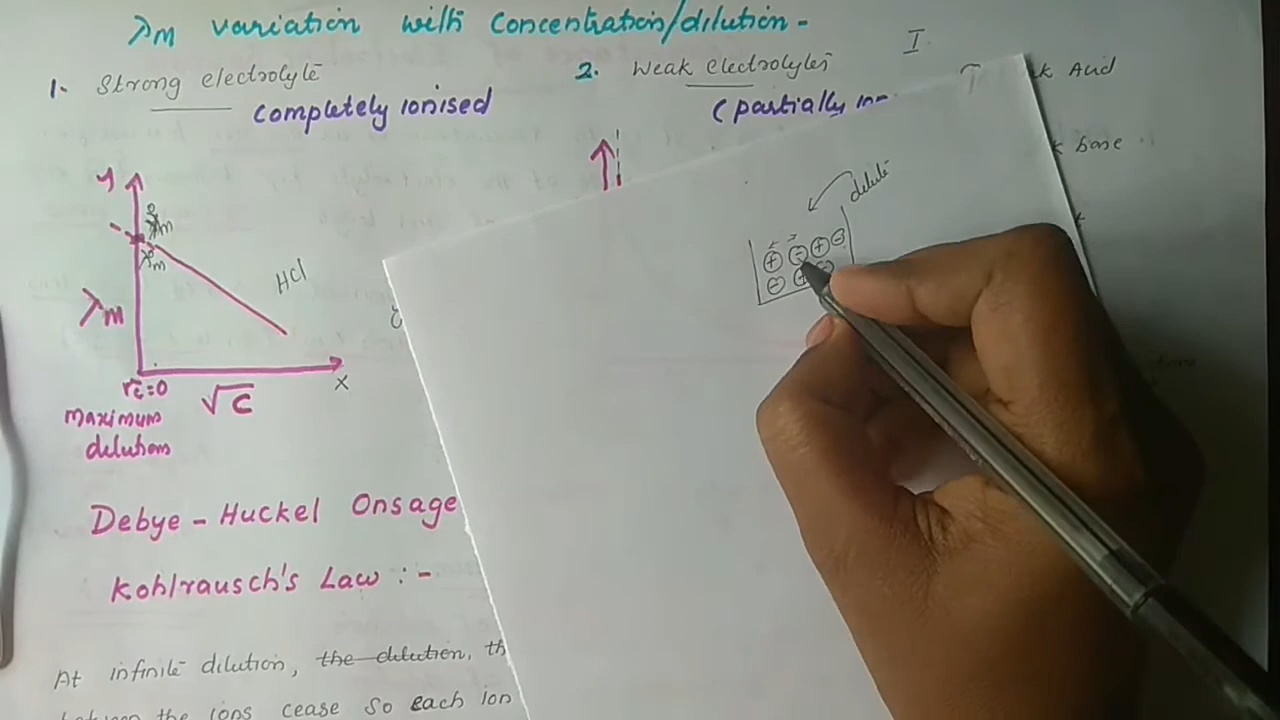 λm variation with Concentration/dilution -
1. Strong electrolyte
completely ionised
2. Weak electrolytes
(partially
I
Acid
base
dilute
y
λ°m
λ°m
λm
HCl
√c=0
√C
x
maximum
dilution
Debye - Huckel Onsage
Kohlrausch's Law :-
At infinite dilution, the dilution, th
between the ions cease so each ion